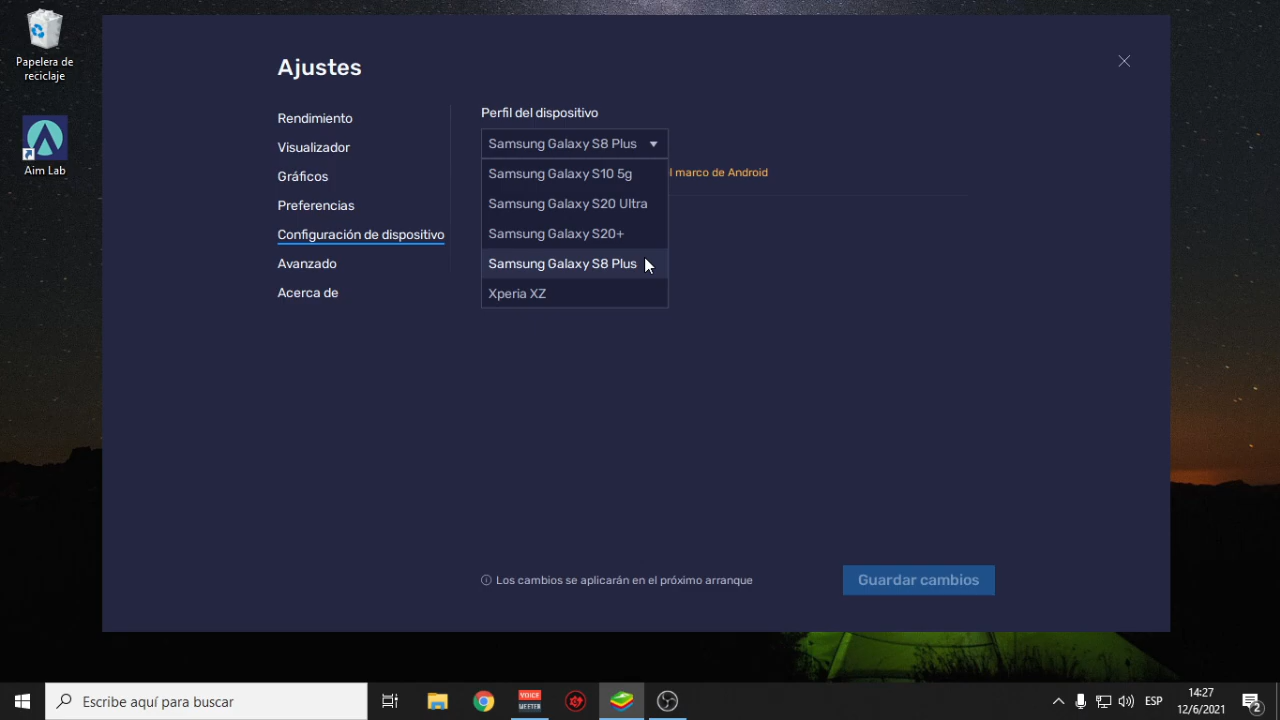 Papelera de
reciclaje
Aim Lab
Ajustes
Rendimiento
Visualizador
Gráficos
Preferencias
Configuración de dispositivo
Avanzado
Acerca de
Perfil del dispositivo
Samsung Galaxy S8 Plus
Samsung Galaxy S10 5g
l marco de Android
Samsung Galaxy S20 Ultra
Samsung Galaxy S20+
Samsung Galaxy S8 Plus
Xperia XZ
Los cambios se aplicarán en el próximo arranque
Guardar cambios
Escribe aquí para buscar
VOICE
MEETER
ESP
14:27
12/6/2021
2